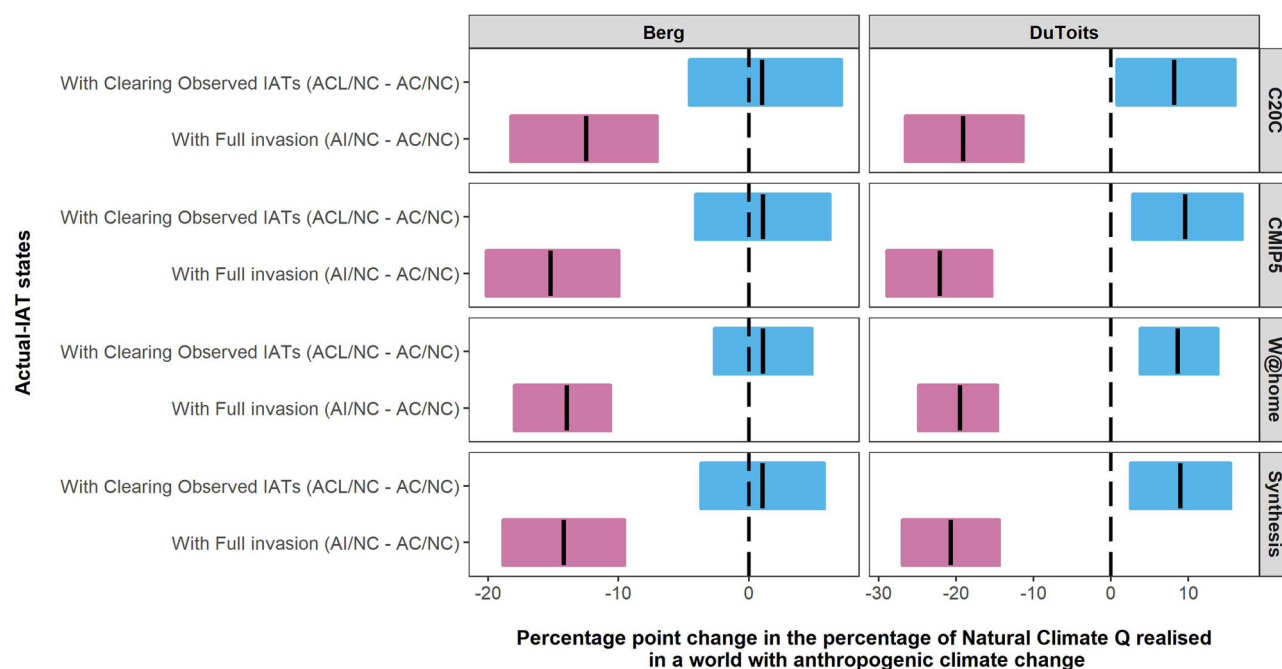 Berg
DuToits
With Clearing Observed IATs (ACL/NC - AC/NC)
With Full invasion (AI/NC - AC/NC)
C20C
With Clearing Observed IATs (ACL/NC - AC/NC)
With Full invasion (AI/NC - AC/NC)
CMIP5
With Clearing Observed IATs (ACL/NC - AC/NC)
With Full invasion (AI/NC - AC/NC)
W@home
With Clearing Observed IATs (ACL/NC - AC/NC)
With Full invasion (AI/NC - AC/NC)
Synthesis
Actual-IAT states
-20 -10 0
-30 -20 -10 0 10
Percentage point change in the percentage of Natural Climate Q realised
in a world with anthropogenic climate change